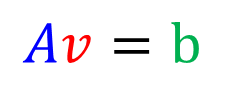 Av = b